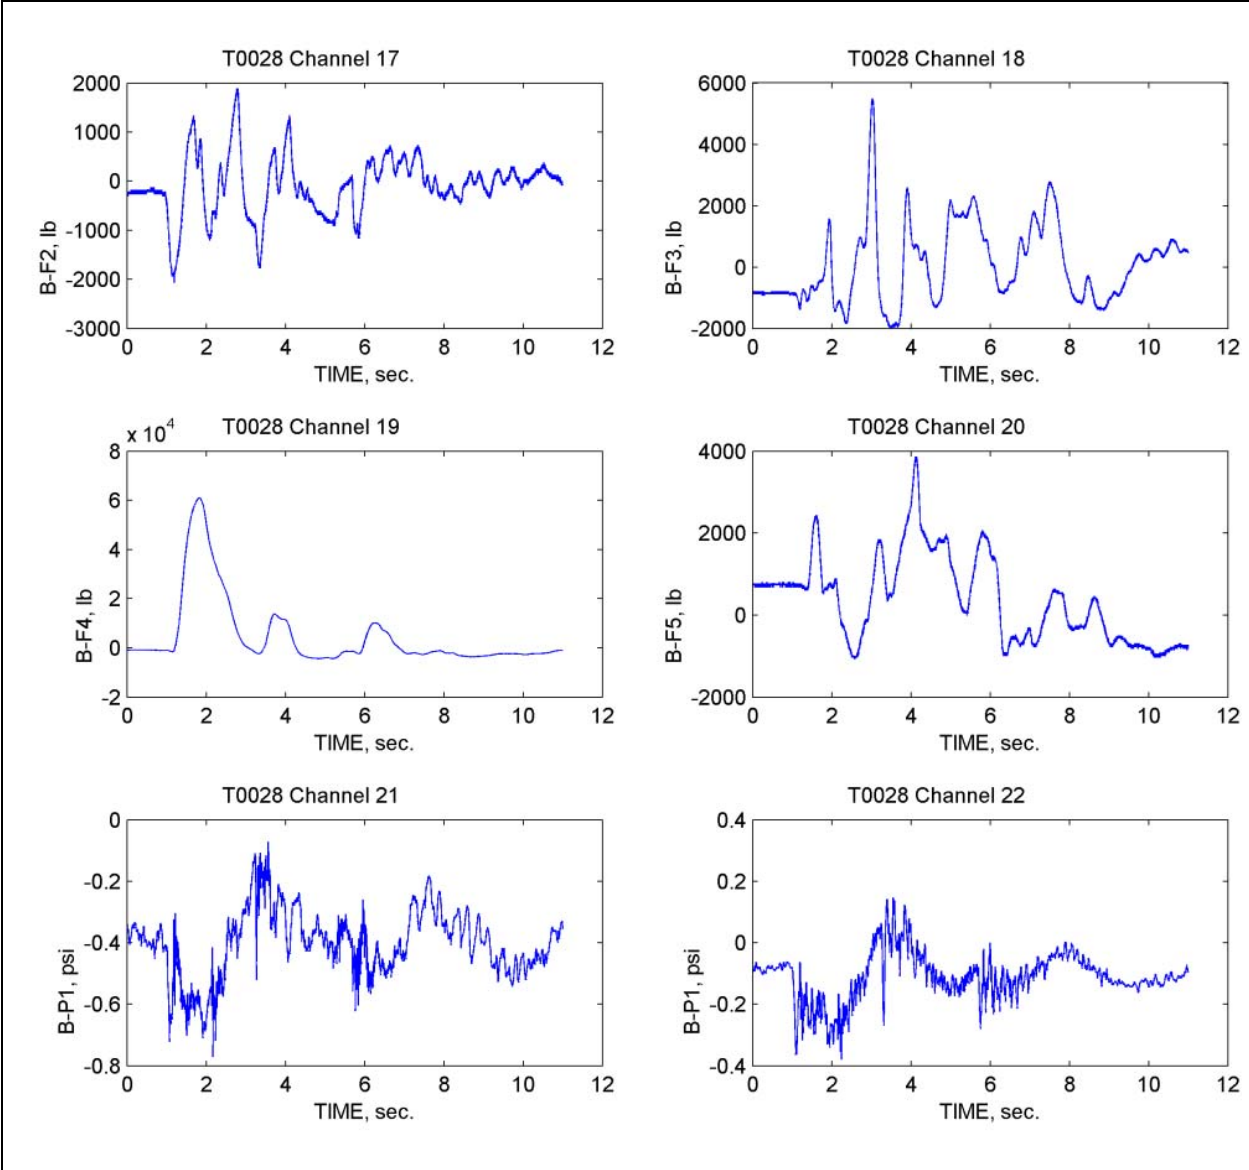 T0028 Channel 17
2000
1000
0
-1000
-2000
-3000
B-F2, lb
0 2 4 6 8 10 12
TIME, sec.
T0028 Channel 18
6000
4000
2000
0
-2000
B-F3, lb
0 2 4 6 8 10 12
TIME, sec.
T0028 Channel 19
x 10^4
8
6
4
2
0
-2
B-F4, lb
0 2 4 6 8 10 12
TIME, sec.
T0028 Channel 20
4000
2000
0
-2000
B-F5, lb
0 2 4 6 8 10 12
TIME, sec.
T0028 Channel 21
0
-0.2
-0.4
-0.6
-0.8
B-P1, psi
0 2 4 6 8 10 12
TIME, sec.
T0028 Channel 22
0.4
0.2
0
-0.2
-0.4
B-P1, psi
0 2 4 6 8 10 12
TIME, sec.